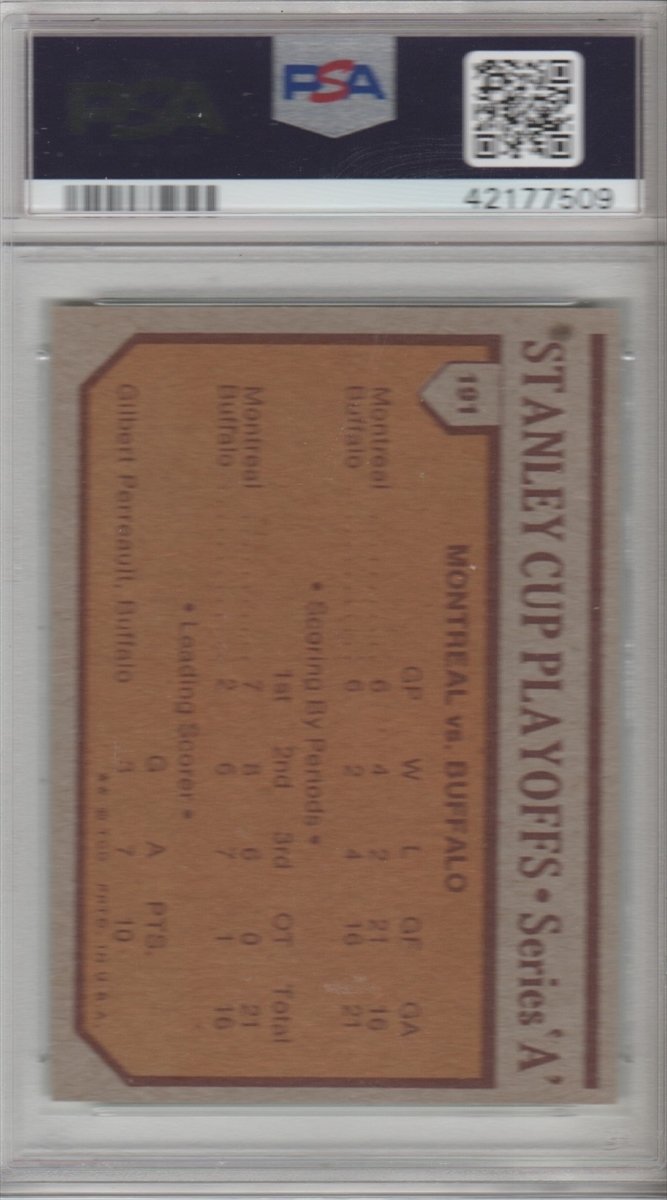 PSA
PSA
42177509
STANLEY CUP PLAYOFFS • Series 'A'
191
MONTREAL vs. BUFFALO
GP W L GF GA
Montreal 6 4 2 21 16
Buffalo 6 2 4 16 21
• Scoring By Periods •
1st 2nd 3rd OT Total
Montreal 7 8 6 0 21
Buffalo 2 6 7 1 16
• Leading Scorer •
G A PTS.
Gilbert Perreault, Buffalo 3 7 10
PRTD. IN U.S.A.